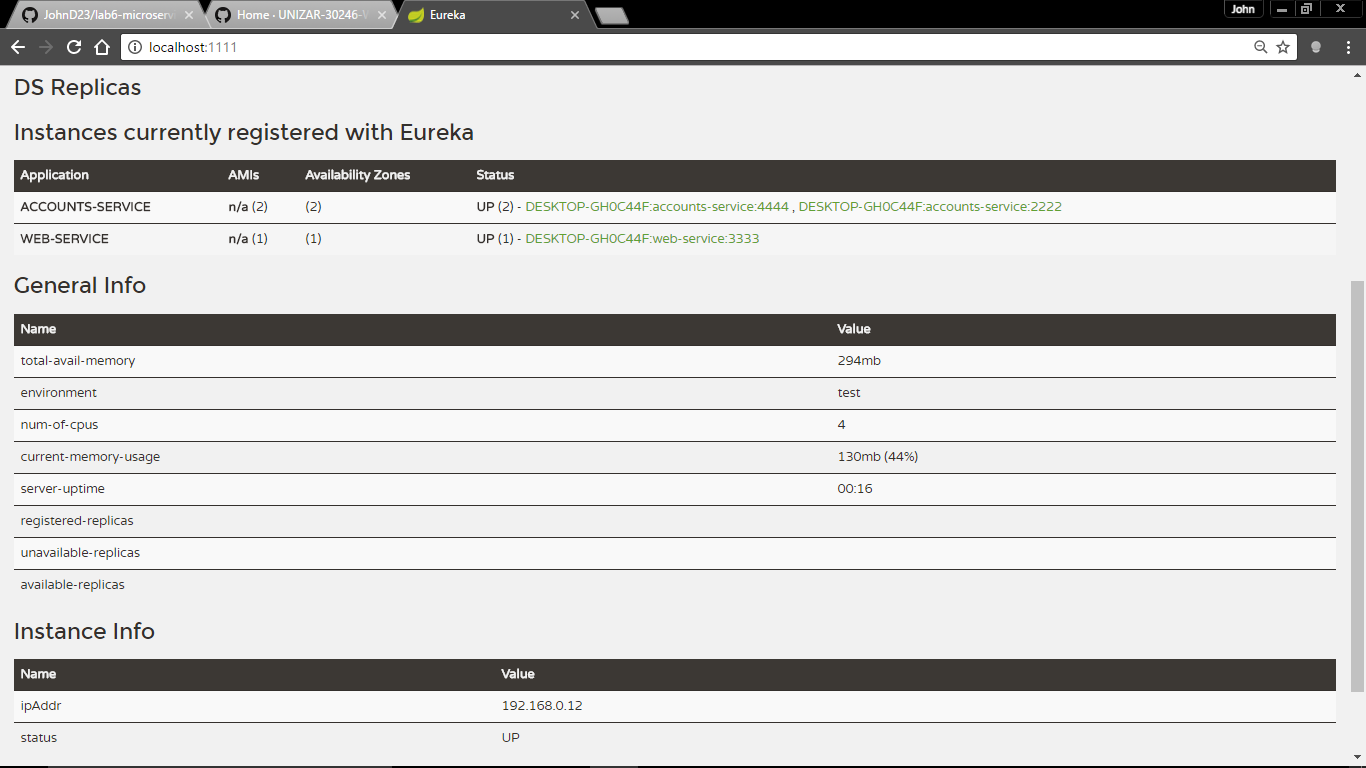 JohnD23/lab6-microserv
Home · UNIZAR-30246-
Eureka
John
localhost:1111
DS Replicas
Instances currently registered with Eureka
Application AMIs Availability Zones Status
ACCOUNTS-SERVICE n/a (2) (2) UP (2) - DESKTOP-GH0C44F:accounts-service:4444 , DESKTOP-GH0C44F:accounts-service:2222
WEB-SERVICE n/a (1) (1) UP (1) - DESKTOP-GH0C44F:web-service:3333
General Info
Name Value
total-avail-memory 294mb
environment test
num-of-cpus 4
current-memory-usage 130mb (44%)
server-uptime 00:16
registered-replicas
unavailable-replicas
available-replicas
Instance Info
Name Value
ipAddr 192.168.0.12
status UP